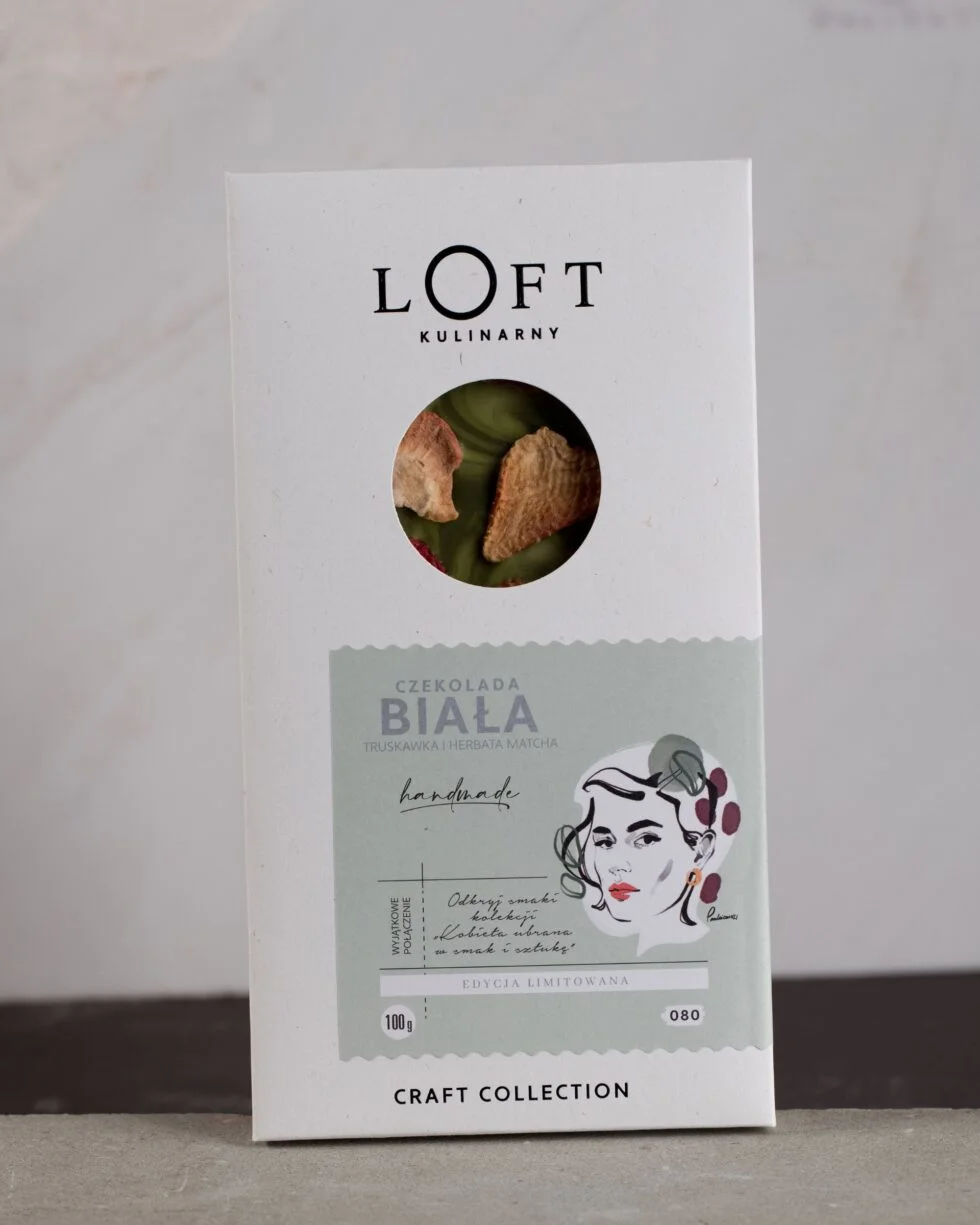 LOFT
KULINARNY
CZEKOLADA
BIAŁA
TRUSKAWKA I HERBATA MATCHA
handmade
WYJĄTKOWE
POŁĄCZENIE
Odkryj smaki
kolekcji
„Kobieta ubrana
w smak i sztukę"
EDYCJA LIMITOWANA
100g
080
CRAFT COLLECTION